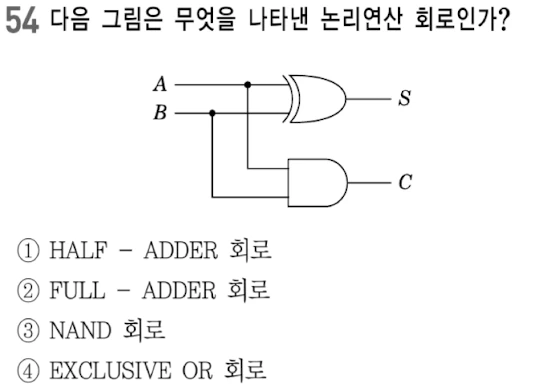 54 다음 그림은 무엇을 나타낸 논리연산 회로인가?
A
S
B
C
① HALF - ADDER 회로
② FULL - ADDER 회로
③ NAND 회로
④ EXCLUSIVE OR 회로